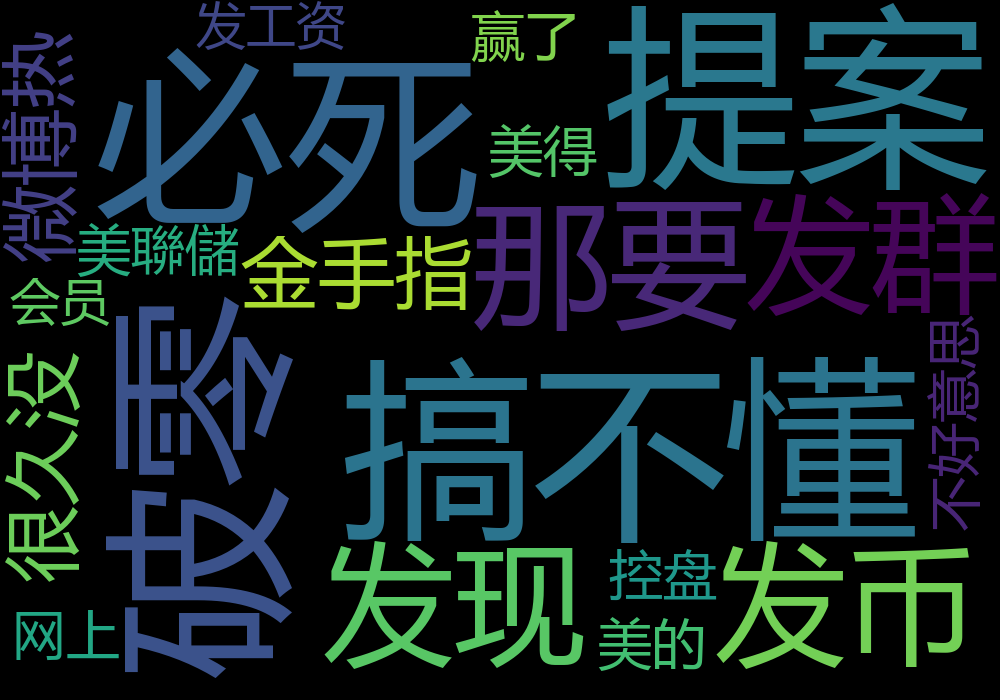 发工资
赢了
提案
必死
微博热
美得
那要
发群
美聯儲
金手指
会员
破零
不好意思
很久没
搞不懂
发现
控盘
发币
网上
美的